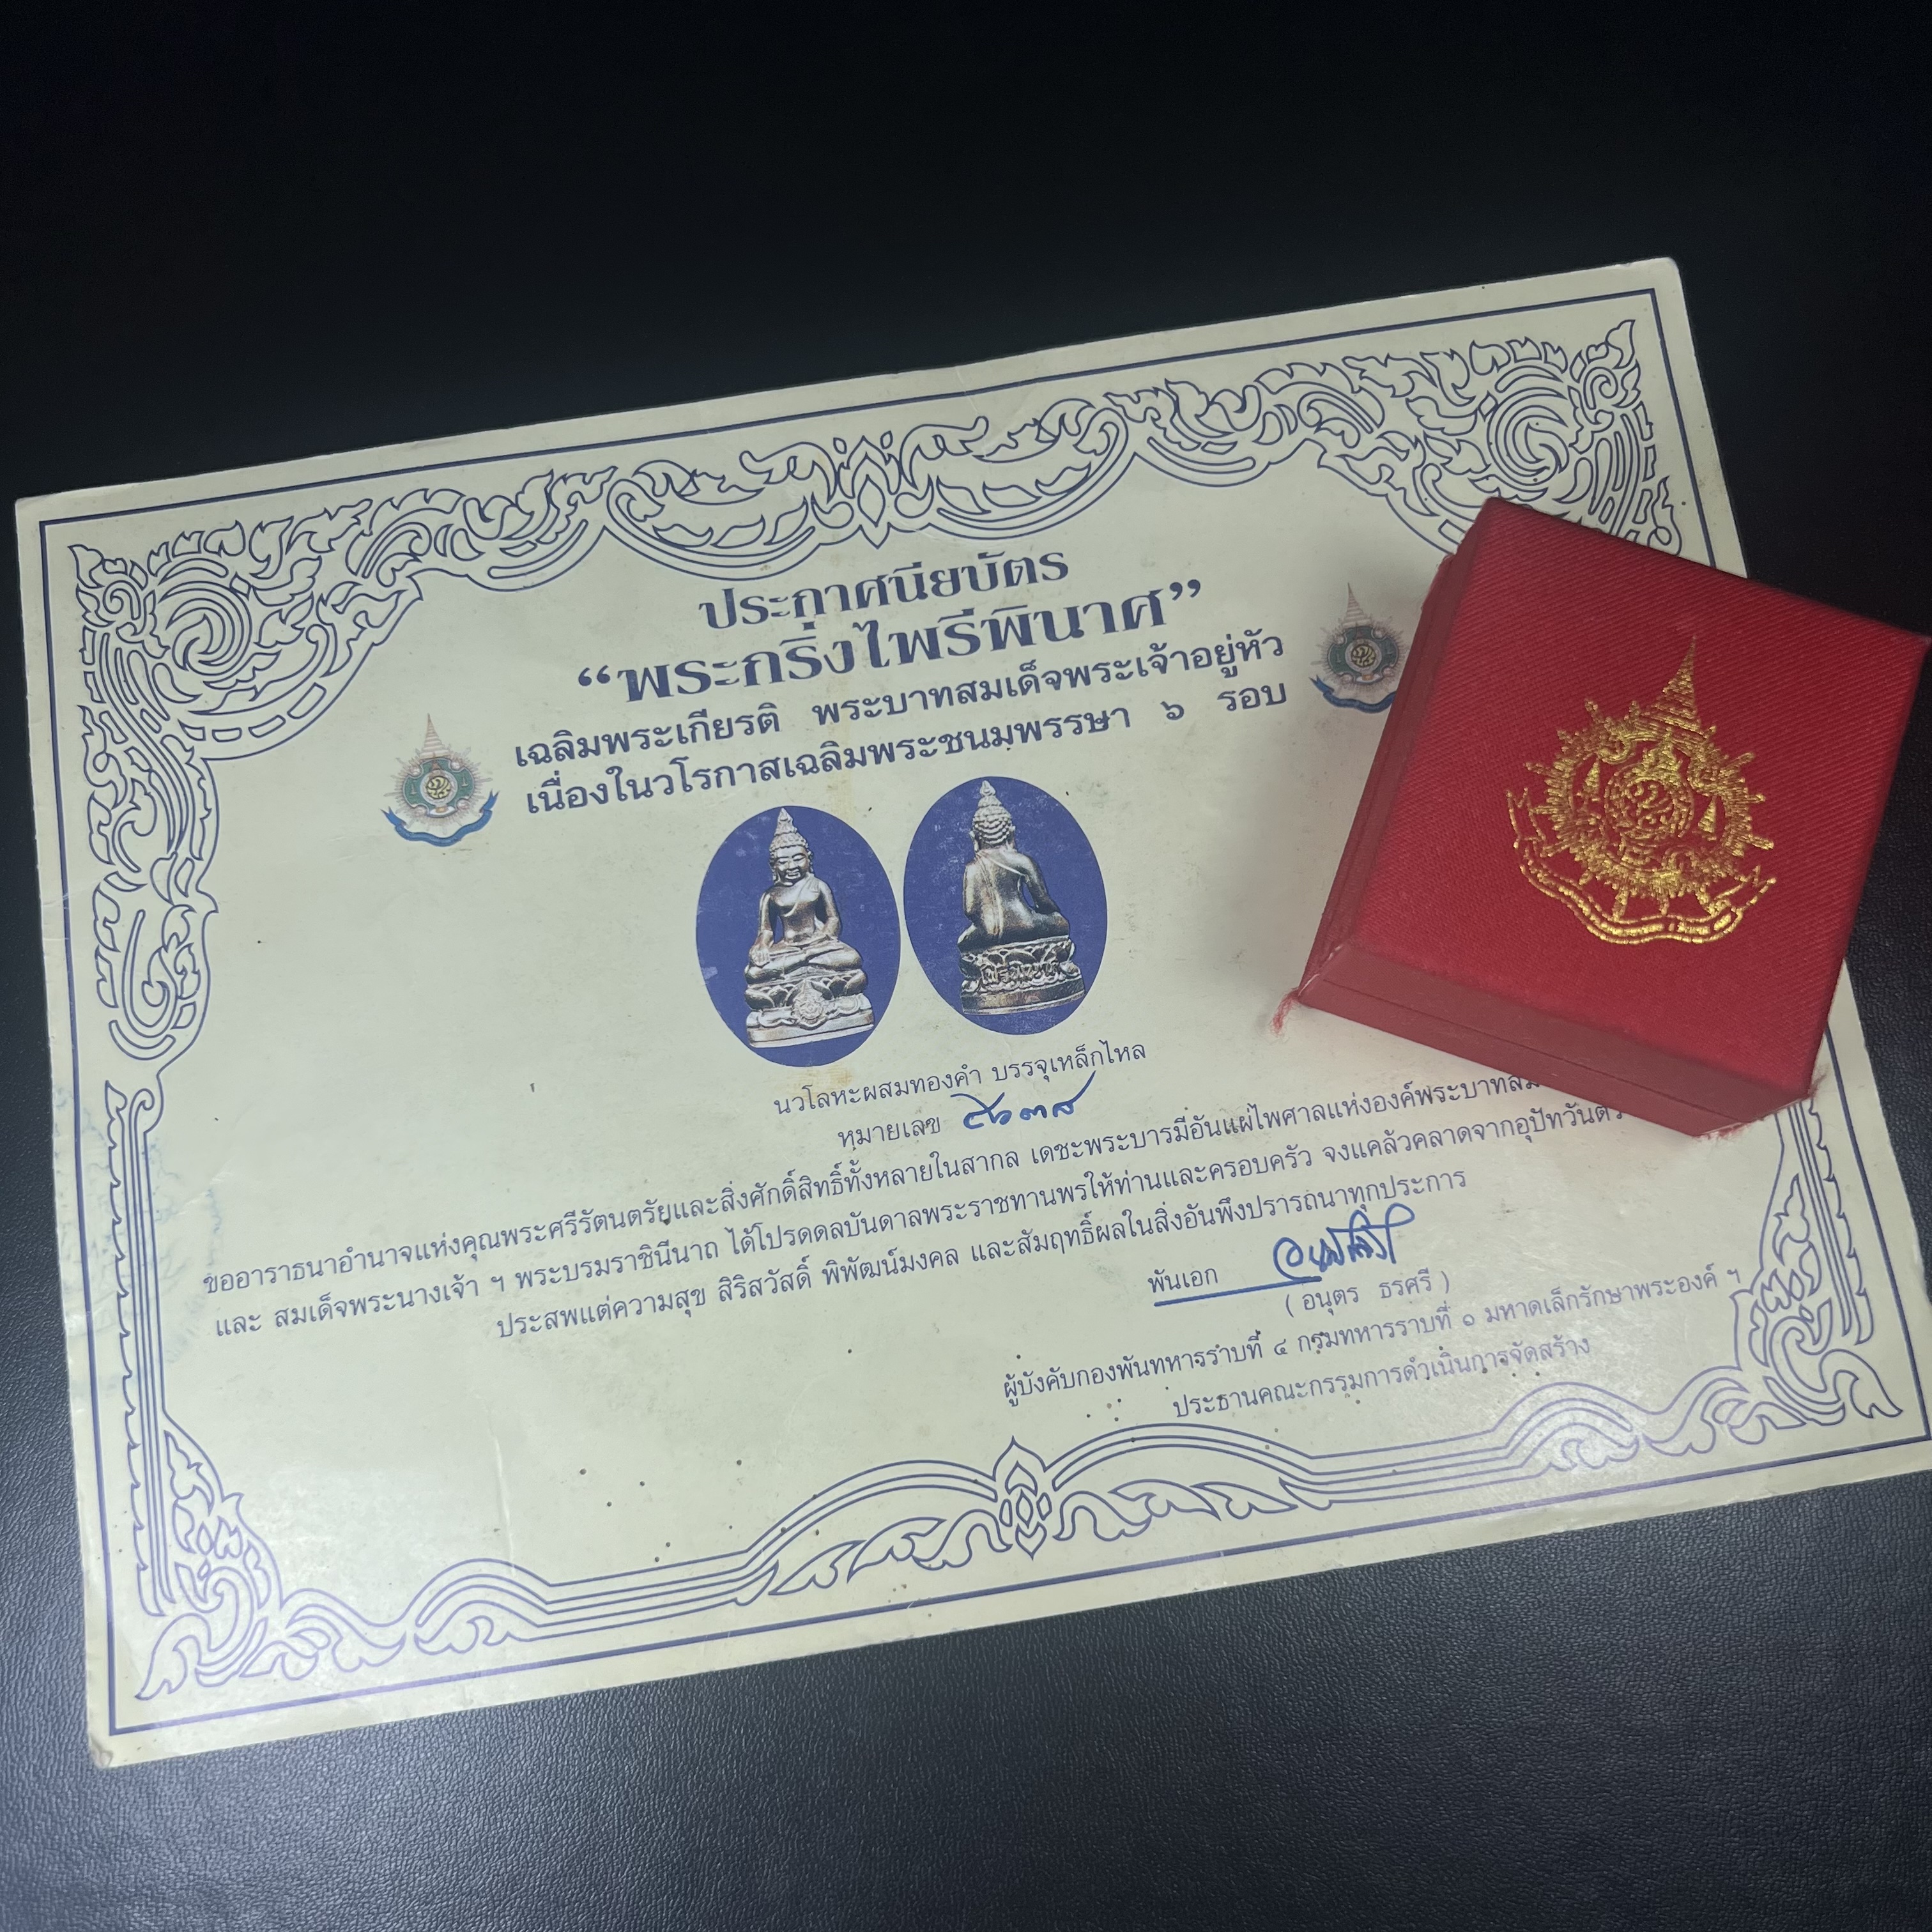 ประกาศนียบัตร
“พระกริ่งไพรีพินาศ”
เฉลิมพระเกียรติ พระบาทสมเด็จพระเจ้าอยู่หัว
เนื่องในวโรกาสเฉลิมพระชนมพรรษา ๖ รอบ
นวโลหะผสมทองคำ บรรจุเหล็กไหล
หมายเลข
ขออาราธนาอำนาจแห่งคุณพระศรีรัตนตรัยและสิ่งศักดิ์สิทธิ์ทั้งหลายในสากล เดชะพระบารมีอันแผ่ไพศาลแห่งองค์พระบาท
และ สมเด็จพระนางเจ้า ฯ พระบรมราชินีนาถ ได้โปรดดลบันดาลพระราชทานพรให้ท่านและครอบครัว จงแคล้วคลาดจากอุปัทวันตร
ประสพแต่ความสุข สิริสวัสดิ์ พิพัฒน์มงคล และสัมฤทธิ์ผลในสิ่งอันพึงปรารถนาทุกประการ
พันเอก
( อนุตร ธรศรี )
ผู้บังคับกองพันทหารราบที่ ๔ กรมทหารราบที่ ๑ มหาดเล็กรักษาพระองค์ ฯ
ประธานคณะกรรมการดำเนินการจัดสร้าง